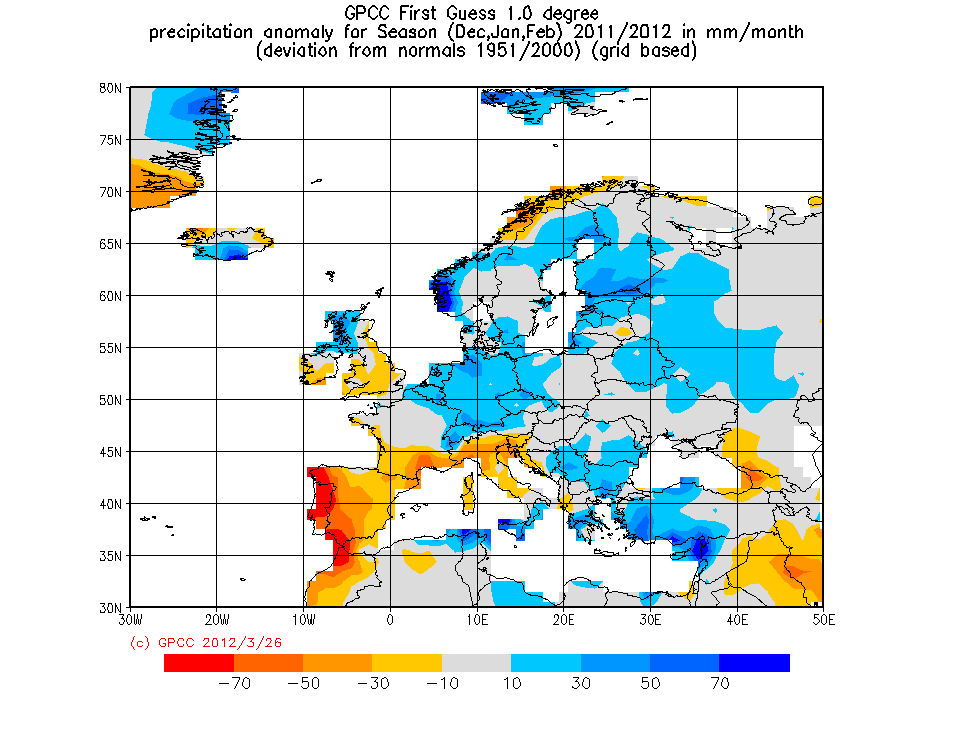 GPCC First Guess 1.0 degree
precipitation anomaly for Season (Dec,Jan,Feb) 2011/2012 in mm/month
(deviation from normals 1951/2000) (grid based)
80N
75N
70N
65N
60N
55N
50N
45N
40N
35N
30N
30W 20W 10W 0 10E 20E 30E 40E 50E
(c) GPCC 2012/3/26
−70 −50 −30 −10 10 30 50 70